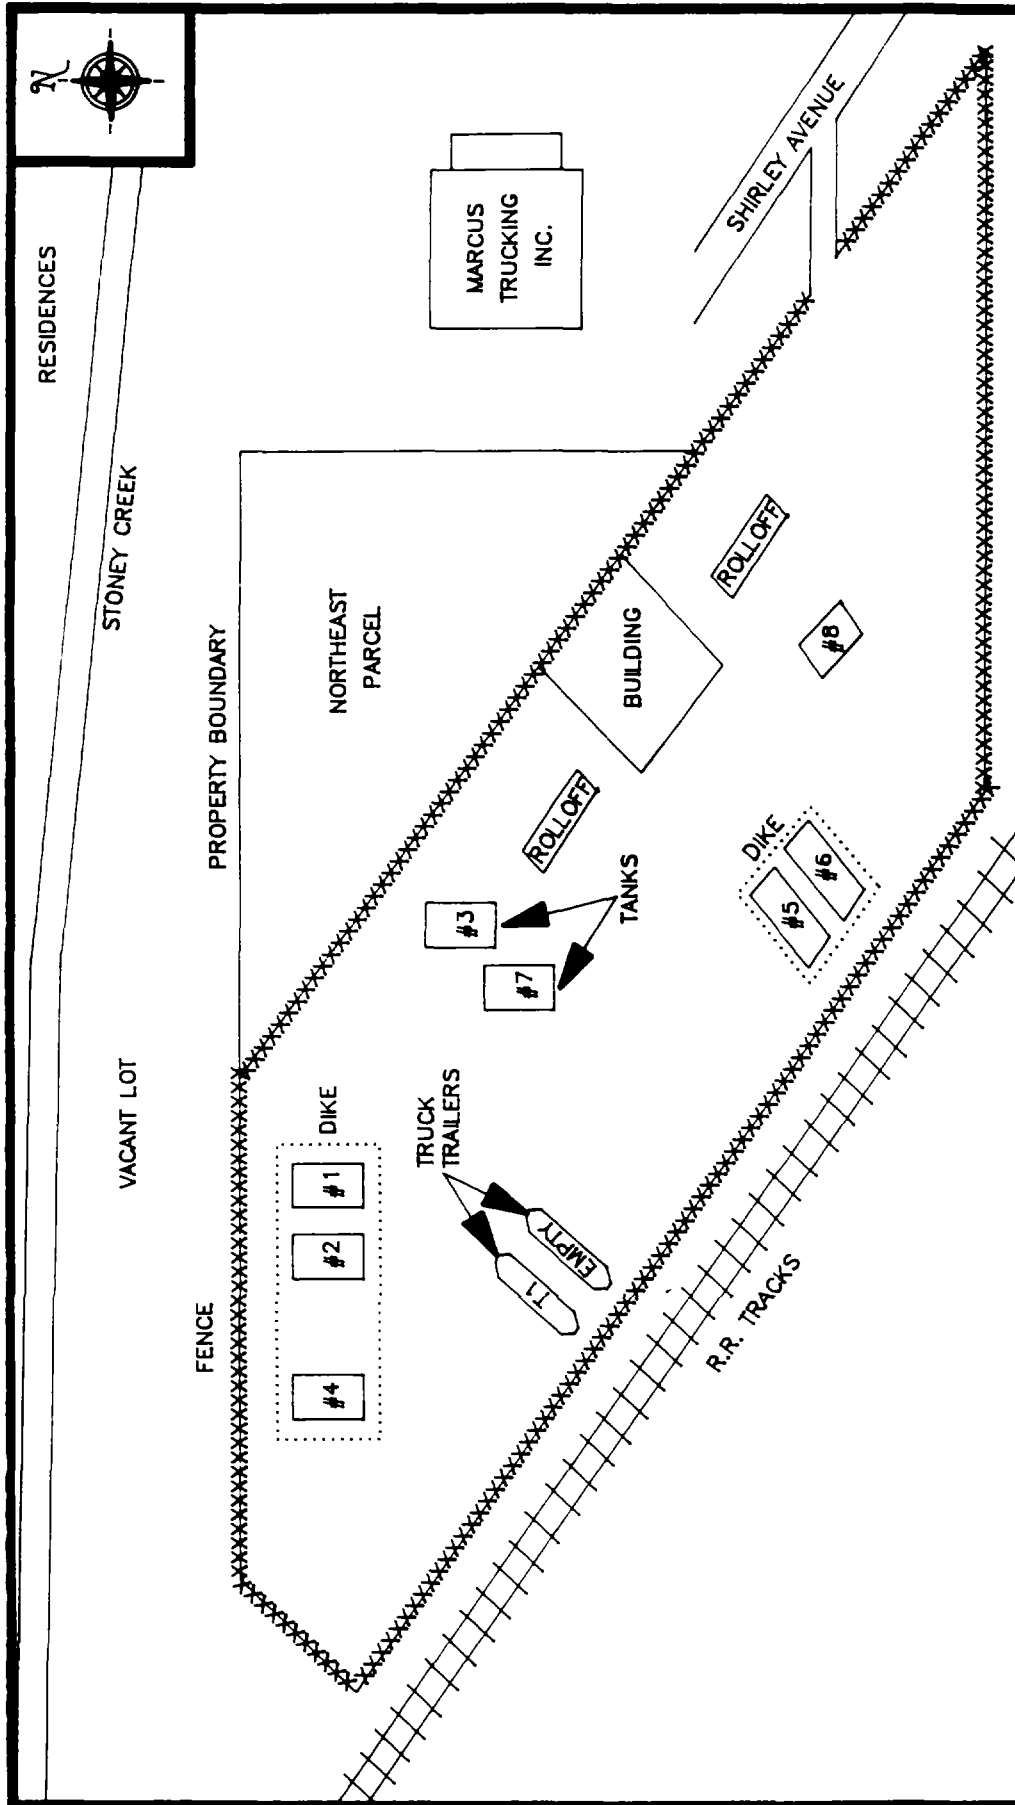 N
RESIDENCES
STONEY CREEK
VACANT LOT
PROPERTY BOUNDARY
FENCE
NORTHEAST
PARCEL
MARCUS
TRUCKING
INC.
SHIRLEY AVENUE
DIKE
#4
#2
#1
TRUCK
TRAILERS
T1
EMPTY
#3
#7
TANKS
ROLLOFF
BUILDING
ROLLOFF
#8
DIKE
#5
#6
R.R. TRACKS